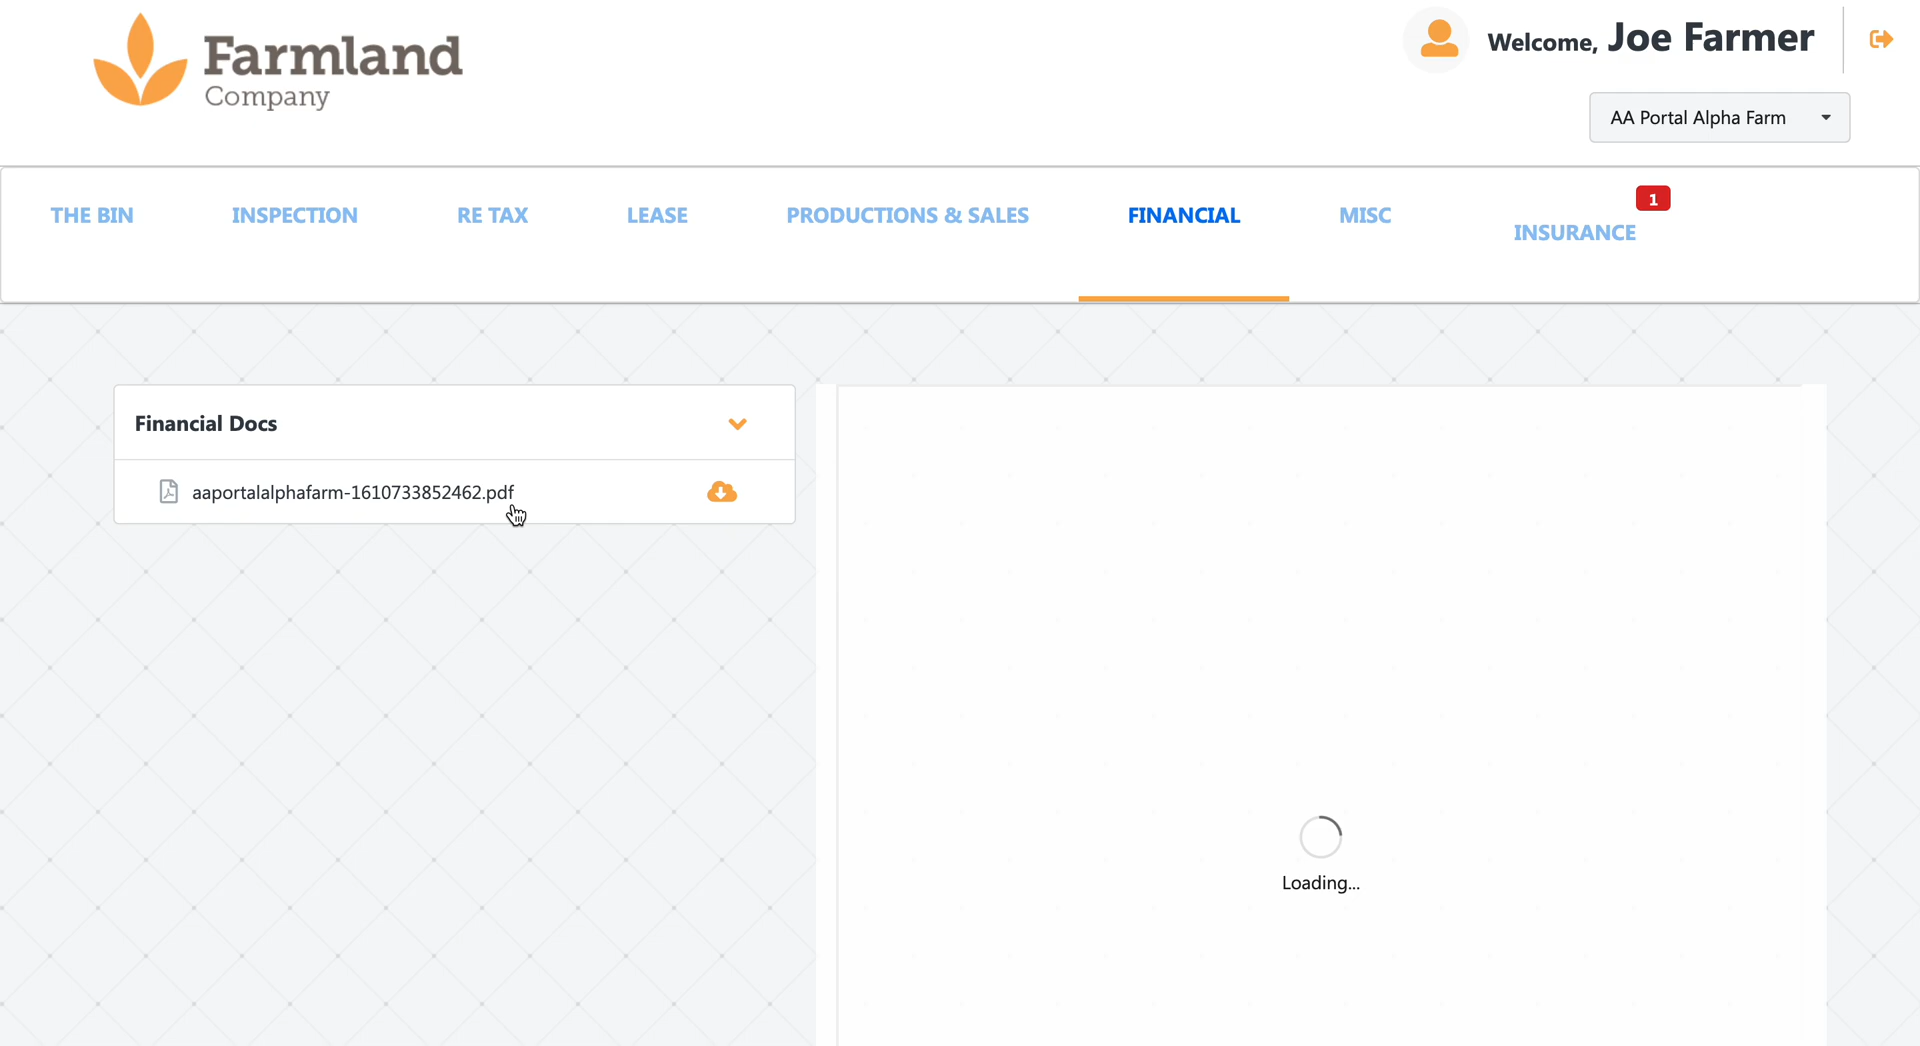 Farmland
Company
Welcome, Joe Farmer
AA Portal Alpha Farm
THE BIN
INSPECTION
RE TAX
LEASE
PRODUCTIONS & SALES
FINANCIAL
MISC
INSURANCE
1
Financial Docs
aaportalalphafarm-1610733852462.pdf
Loading...